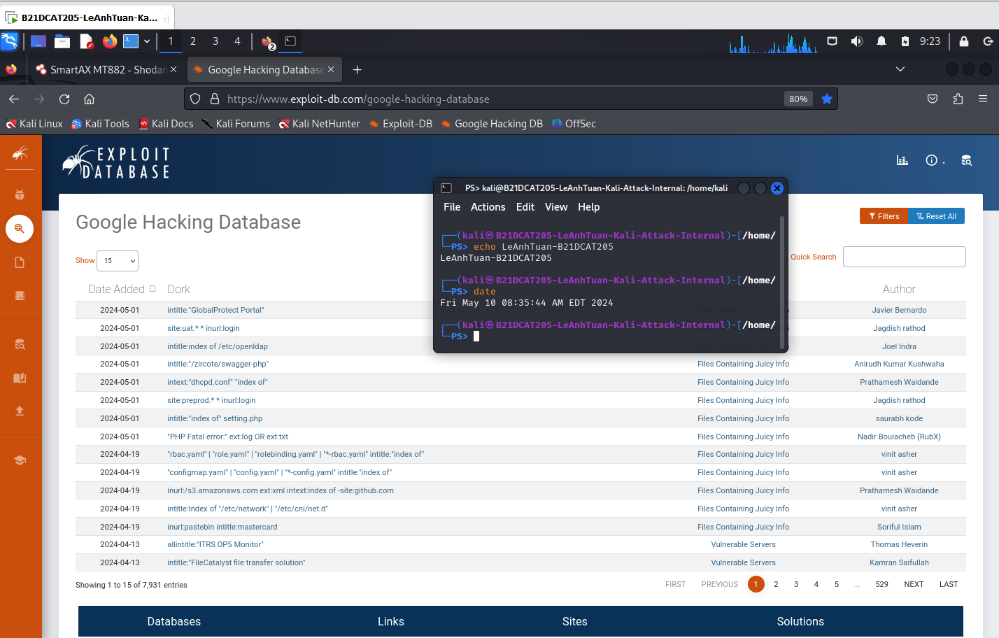 B21DCAT205-LeAnhTuan-Ka...
1 2 3 4 2 9:23
SmartAX MT882 - Shodan
Google Hacking Database
https://www.exploit-db.com/google-hacking-database 80%
Kali Linux Kali Tools Kali Docs Kali Forums Kali NetHunter Exploit-DB Google Hacking DB OffSec
EXPLOIT
DATABASE
PS> kali@B21DCAT205-LeAnhTuan-Kali-Attack-Internal: /home/kali
File Actions Edit View Help
┌──(kali㉿B21DCAT205-LeAnhTuan-Kali-Attack-Internal)-[/home/
└─PS> echo LeAnhTuan-B21DCAT205
LeAnhTuan-B21DCAT205
┌──(kali㉿B21DCAT205-LeAnhTuan-Kali-Attack-Internal)-[/home/
└─PS> date
Fri May 10 08:35:44 AM EDT 2024
┌──(kali㉿B21DCAT205-LeAnhTuan-Kali-Attack-Internal)-[/home/
└─PS>
Google Hacking Database
Filters Reset All
Show 15
Quick Search
Date Added Dork Author
2024-05-01 intitle:"GlobalProtect Portal" Javier Bernardo
2024-05-01 site:uat.* * inurl:login Jagdish rathod
2024-05-01 intitle:index of /etc/openldap Joel Indra
2024-05-01 intitle:"/zircote/swagger-php" Files Containing Juicy Info Anirudh Kumar Kushwaha
2024-05-01 intext:"dhcpd.conf" "index of" Files Containing Juicy Info Prathamesh Waidande
2024-05-01 site:preprod.* * inurl:login Files Containing Juicy Info Jagdish rathod
2024-05-01 intitle:"index of" setting.php Files Containing Juicy Info saurabh kode
2024-05-01 "PHP Fatal error:" ext:log OR ext:txt Files Containing Juicy Info Nadir Boulacheb (RubX)
2024-04-19 "rbac.yaml" | "role.yaml" | "rolebinding.yaml" | "*-rbac.yaml" intitle:"index of" Files Containing Juicy Info vinit asher
2024-04-19 "configmap.yaml" | "config.yaml" | "*-config.yaml" intitle:"index of" Files Containing Juicy Info vinit asher
2024-04-19 inurl:/s3.amazonaws.com ext:xml intext:index of -site:github.com Files Containing Juicy Info Prathamesh Waidande
2024-04-19 intitle:Index of "/etc/network" | "/etc/cni/net.d" Files Containing Juicy Info vinit asher
2024-04-19 inurl:pastebin intitle:mastercard Files Containing Juicy Info Soriful Islam
2024-04-13 allintitle:"ITRS OP5 Monitor" Vulnerable Servers Thomas Heverin
2024-04-13 intitle:"FileCatalyst file transfer solution" Vulnerable Servers Kamran Saifullah
Showing 1 to 15 of 7,931 entries
FIRST PREVIOUS 1 2 3 4 5 … 529 NEXT LAST
Databases Links Sites Solutions